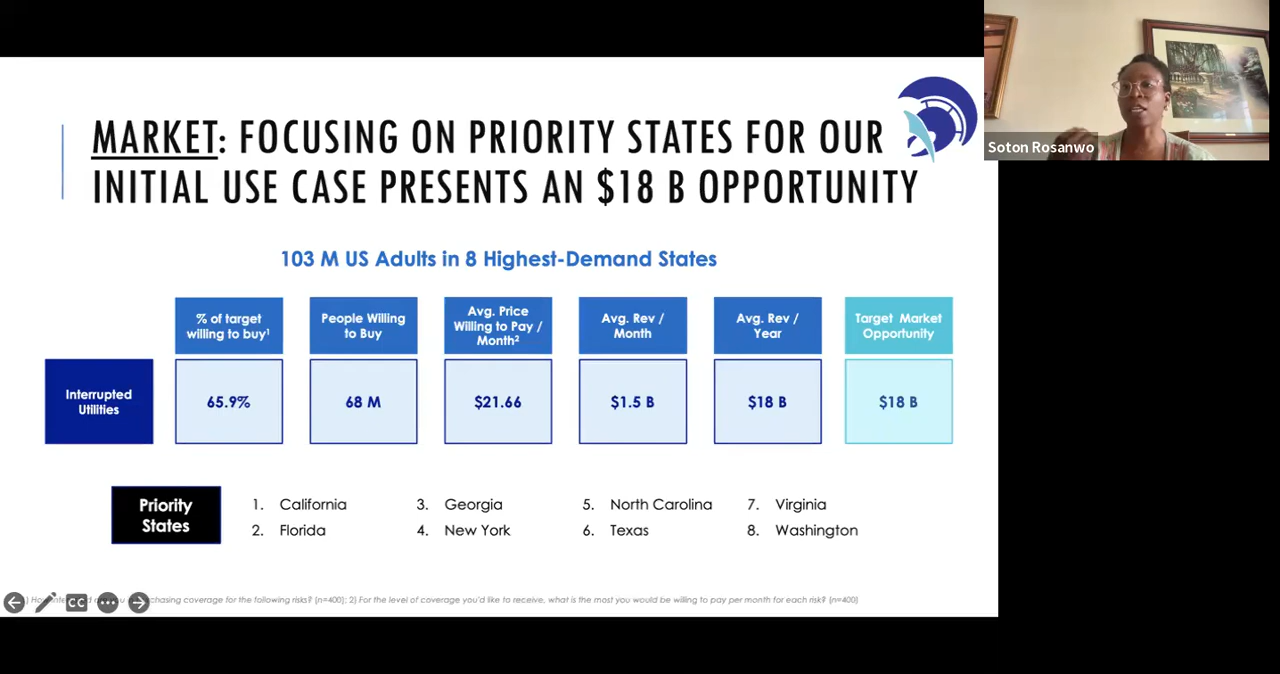 MARKET: FOCUSING ON PRIORITY STATES FOR OUR
INITIAL USE CASE PRESENTS AN $18 B OPPORTUNITY
Soton Rosanwo
103 M US Adults in 8 Highest-Demand States
% of target
willing to buy¹
People Willing
to Buy
Avg. Price
Willing to Pay /
Month²
Avg. Rev /
Month
Avg. Rev /
Year
Target Market
Opportunity
Interrupted
Utilities
65.9%
68 M
$21.66
$1.5 B
$18 B
$18 B
Priority
States
1. California
2. Florida
3. Georgia
4. New York
5. North Carolina
6. Texas
7. Virginia
8. Washington
CC
coverage for the following risks? (n=400); 2) For the level of coverage you'd like to receive, what is the most you would be willing to pay per month for each risk? (n=400)